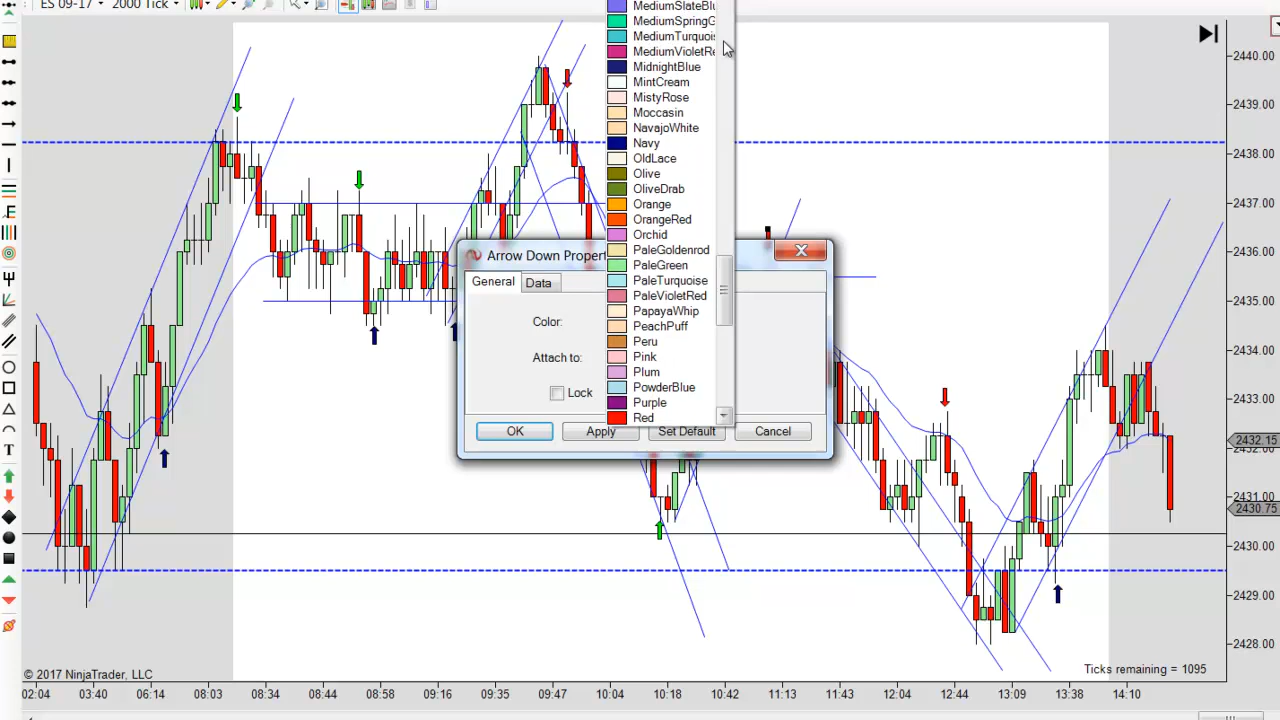 ES 09-17
2000 Tick
MediumSlateBlu
MediumSpringG
MediumTurquois
MediumVioletRe
MidnightBlue
MintCream
MistyRose
Moccasin
NavajoWhite
Navy
OldLace
Olive
OliveDrab
Orange
OrangeRed
Orchid
PaleGoldenrod
PaleGreen
PaleTurquoise
PaleVioletRed
PapayaWhip
PeachPuff
Peru
Pink
Plum
PowderBlue
Purple
Red
Arrow Down Propert
General
Data
Color:
Attach to:
Lock
OK
Apply
Set Default
Cancel
2440.00
2439.00
2438.00
2437.00
2436.00
2435.00
2434.00
2433.00
2432.15
2432.00
2431.00
2430.75
2430.00
2429.00
2428.00
T
© 2017 NinjaTrader, LLC
Ticks remaining = 1095
02:04 03:40 06:14 08:03 08:34 08:44 08:58 09:16 09:35 09:47 10:04 10:18 10:42 11:13 11:43 12:04 12:44 13:09 13:38 14:10